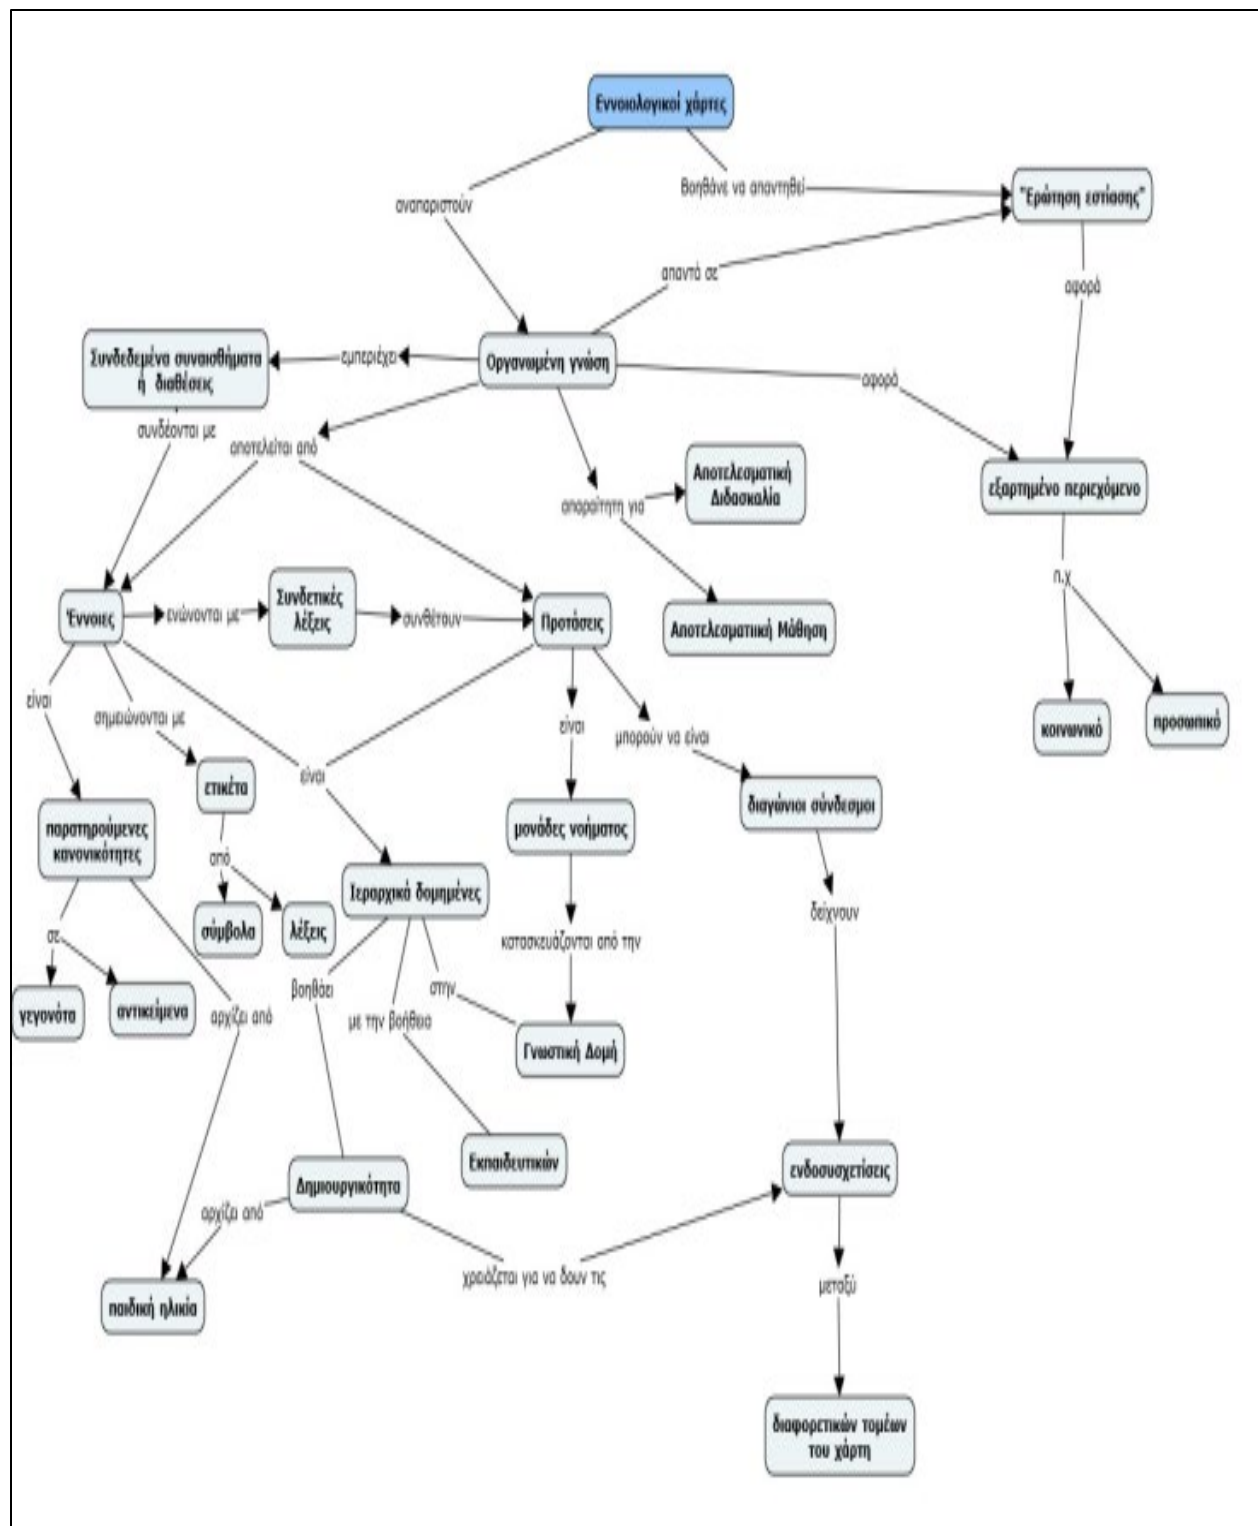 Εννοιολογικοί χάρτες
βοηθάνε να απαντηθεί
"Ερώτηση εστίασης"
αναπαριστούν
απαντά σε
αφορά
Συνδεδεμένα συναισθήματα
ή διαθέσεις
εμπεριέχει
Οργανωμένη γνώση
αφορά
συνδέονται με
αποτελείται από
Αποτελεσματική
Διδασκαλία
απαραίτητη για
εξαρτημένο περιεχόμενο
π.χ
Έννοιες
ενώνονται με
Συνδετικές
λέξεις
συνθέτουν
Προτάσεις
Αποτελεσματιική Μάθηση
είναι
σημειώνονται με
είναι
μπορούν να είναι
κοινωνικό
προσωπικό
ετικέτα
είναι
παρατηρούμενες
κανονικότητες
μονάδες νοήματος
διαγώνιοι σύνδεσμοι
από
Ιεραρχικά δομημένες
σύμβολα
λέξεις
δείχνουν
σε
κατασκευάζονται από την
βοηθάει
στην
γεγονότα
αντικείμενα
αρχίζει από
με την βοήθεια
Γνωστική Δομή
Εκπαιδευτικών
ενδοσυσχετίσεις
Δημιουργικότητα
αρχίζει από
χρειάζεται για να δουν τις
μεταξύ
παιδική ηλικία
διαφορετικών τομέων
του χάρτη